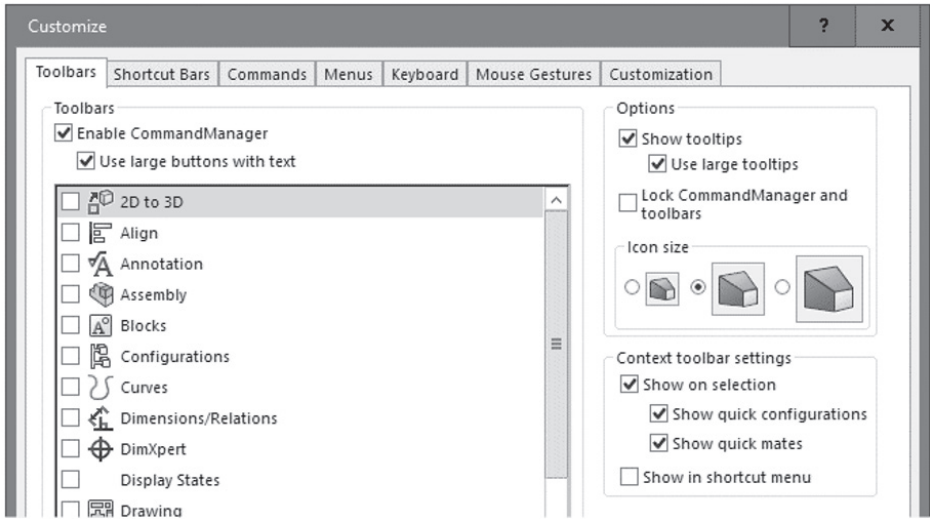 Customize
? X
Toolbars Shortcut Bars Commands Menus Keyboard Mouse Gestures Customization
Toolbars
Enable CommandManager
Use large buttons with text
2D to 3D
Align
Annotation
Assembly
Blocks
Configurations
Curves
Dimensions/Relations
DimXpert
Display States
Drawing
Options
Show tooltips
Use large tooltips
Lock CommandManager and
toolbars
Icon size
Context toolbar settings
Show on selection
Show quick configurations
Show quick mates
Show in shortcut menu